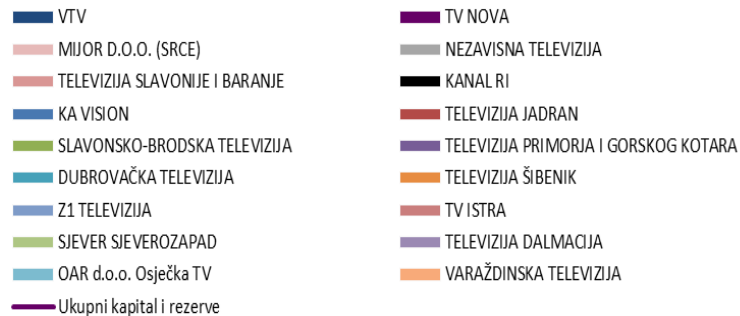 VTV
TV NOVA
MIJOR D.O.O. (SRCE)
NEZAVISNA TELEVIZIJA
TELEVIZIJA SLAVONIJE I BARANJE
KANAL RI
KA VISION
TELEVIZIJA JADRAN
SLAVONSKO-BRODSKA TELEVIZIJA
TELEVIZIJA PRIMORJA I GORSKOG KOTARA
DUBROVAČKA TELEVIZIJA
TELEVIZIJA ŠIBENIK
Z1 TELEVIZIJA
TV ISTRA
SJEVER SJEVEROZAPAD
TELEVIZIJA DALMACIJA
OAR d.o.o. Osječka TV
VARAŽDINSKA TELEVIZIJA
Ukupni kapital i rezerve